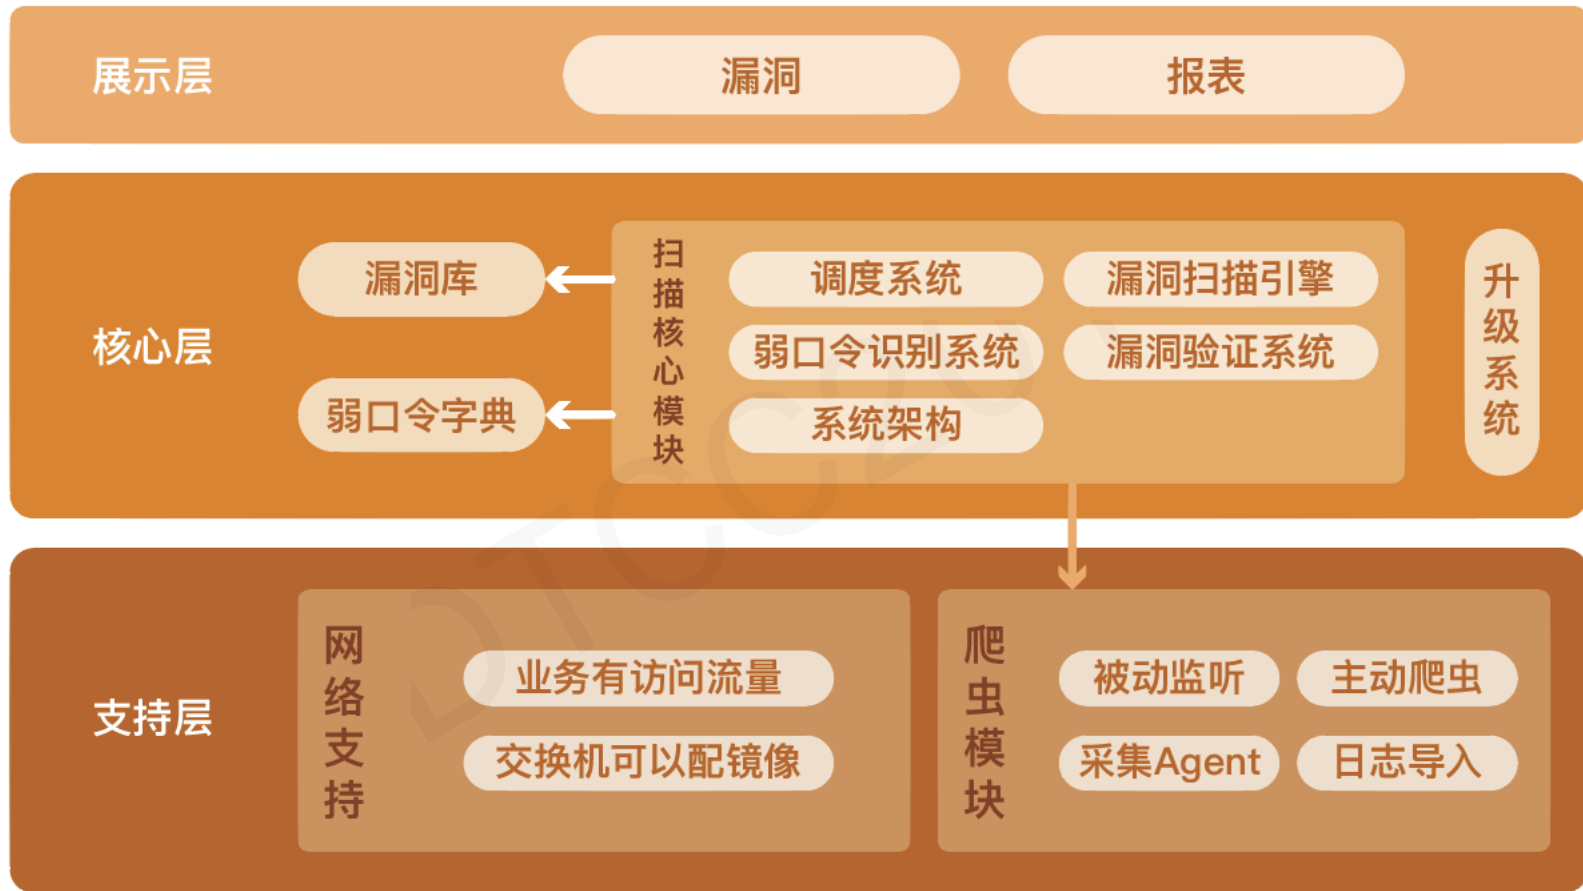 展示层
漏洞
报表
核心层
漏洞库
弱口令字典
扫描核心模块
调度系统
漏洞扫描引擎
弱口令识别系统
漏洞验证系统
系统架构
升级系统
支持层
网络支持
业务有访问流量
交换机可以配镜像
爬虫模块
被动监听
主动爬虫
采集Agent
日志导入